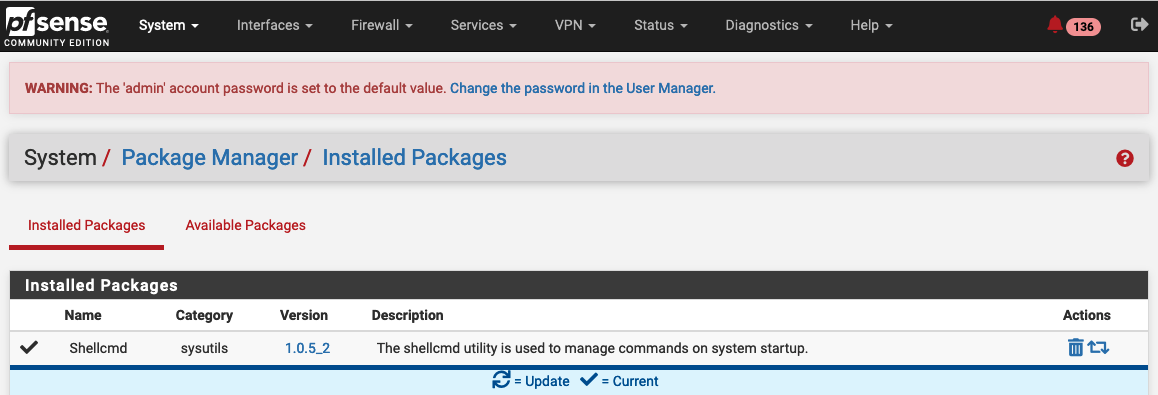 pfsense
COMMUNITY EDITION
System Interfaces Firewall Services VPN Status Diagnostics Help 136
WARNING: The 'admin' account password is set to the default value. Change the password in the User Manager.
System / Package Manager / Installed Packages
Installed Packages Available Packages
Installed Packages
Name Category Version Description Actions
Shellcmd sysutils 1.0.5_2 The shellcmd utility is used to manage commands on system startup.
= Update = Current